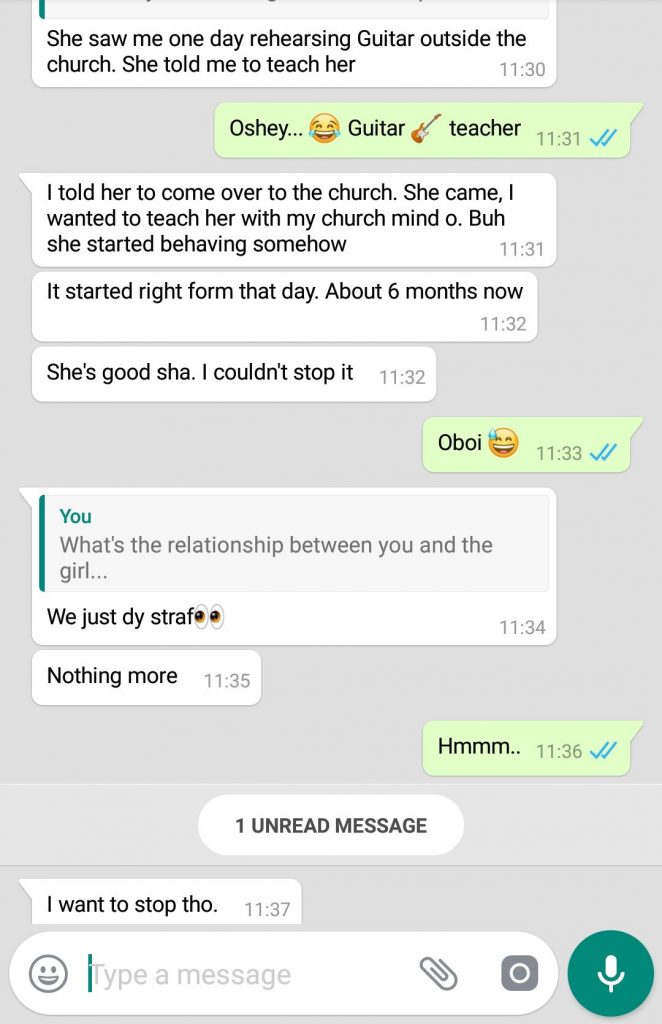 She saw me one day rehearsing Guitar outside the
church. She told me to teach her
11:30
Oshey... 😂 Guitar 🎸 teacher 11:31
I told her to come over to the church. She came, I
wanted to teach her with my church mind o. Buh
she started behaving somehow 11:31
It started right form that day. About 6 months now
11:32
She's good sha. I couldn't stop it 11:32
Oboi 😅 11:33
You
What's the relationship between you and the
girl...
We just dy straf👀 11:34
Nothing more 11:35
Hmmm.. 11:36
1 UNREAD MESSAGE
I want to stop tho. 11:37
Type a message